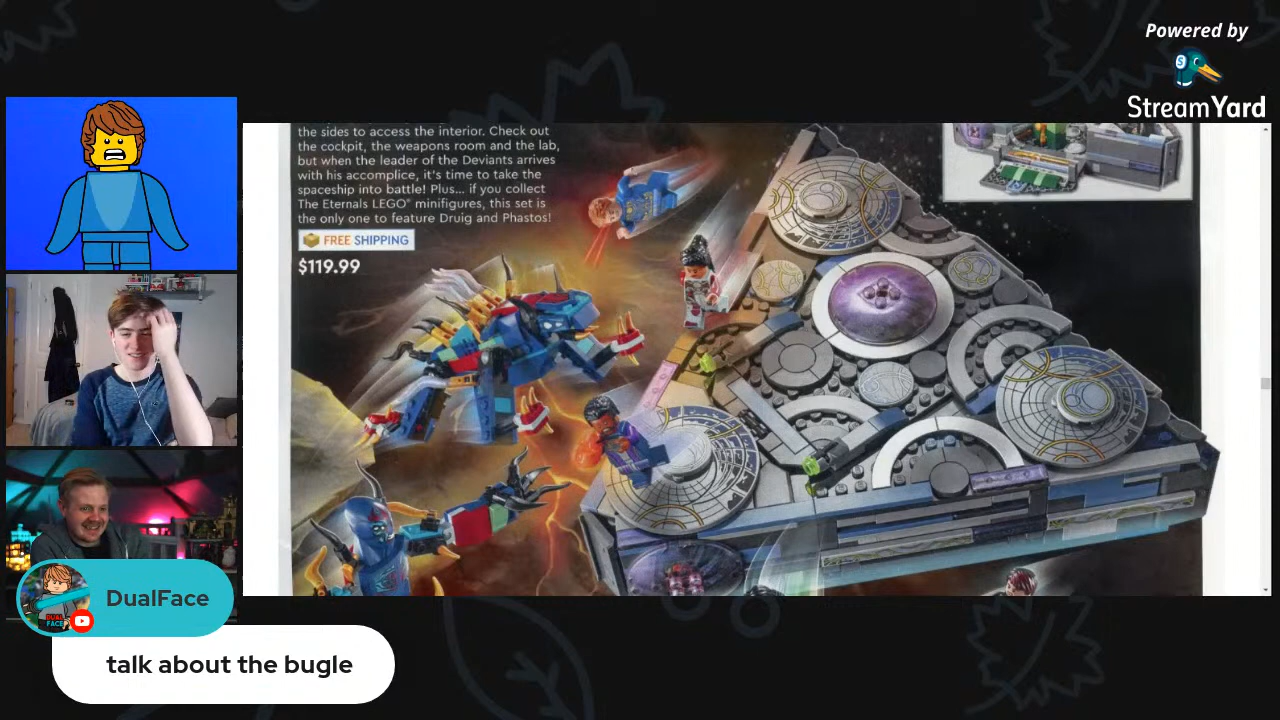 Powered by
StreamYard
the sides to access the interior. Check out
the cockpit, the weapons room and the lab,
but when the leader of the Deviants arrives
with his accomplice, it's time to take the
spaceship into battle! Plus... if you collect
The Eternals LEGO® minifigures, this set is
the only one to feature Druig and Phastos!
FREE SHIPPING
$119.99
DUAL
FACE
DualFace
talk about the bugle